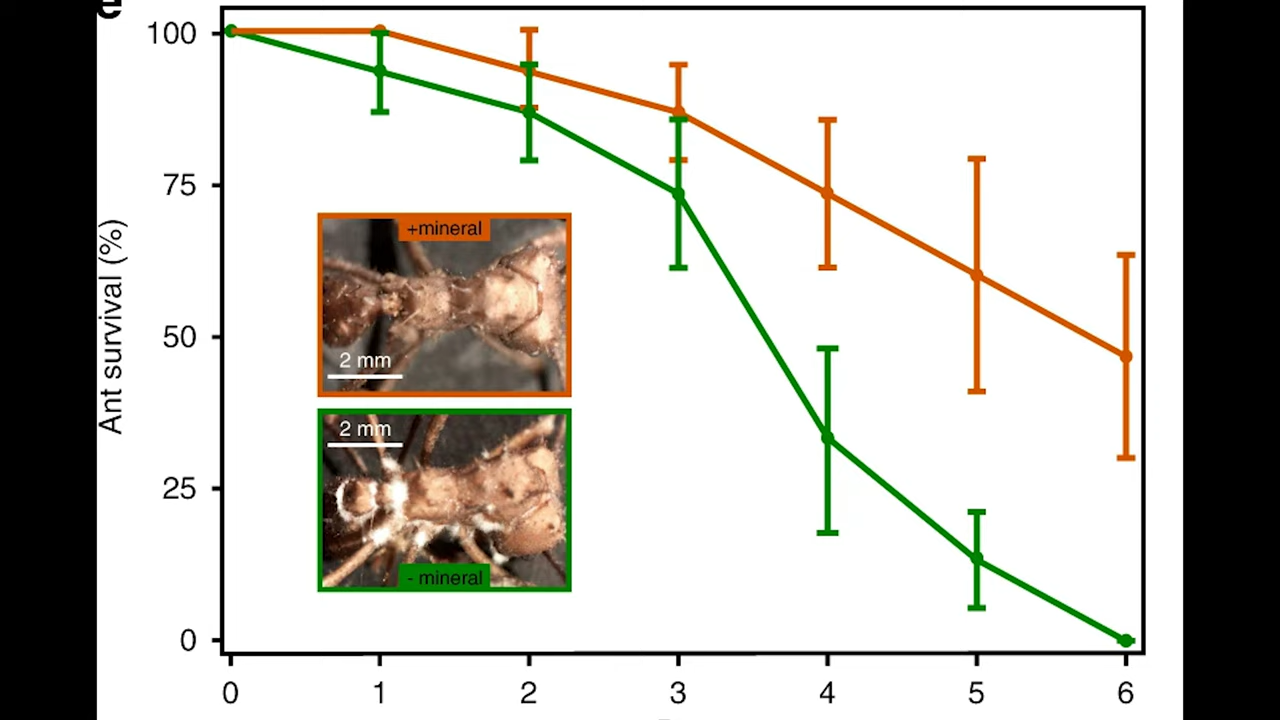 e
100
75
50
25
0
Ant survival (%)
+mineral
2 mm
2 mm
- mineral
0 1 2 3 4 5 6